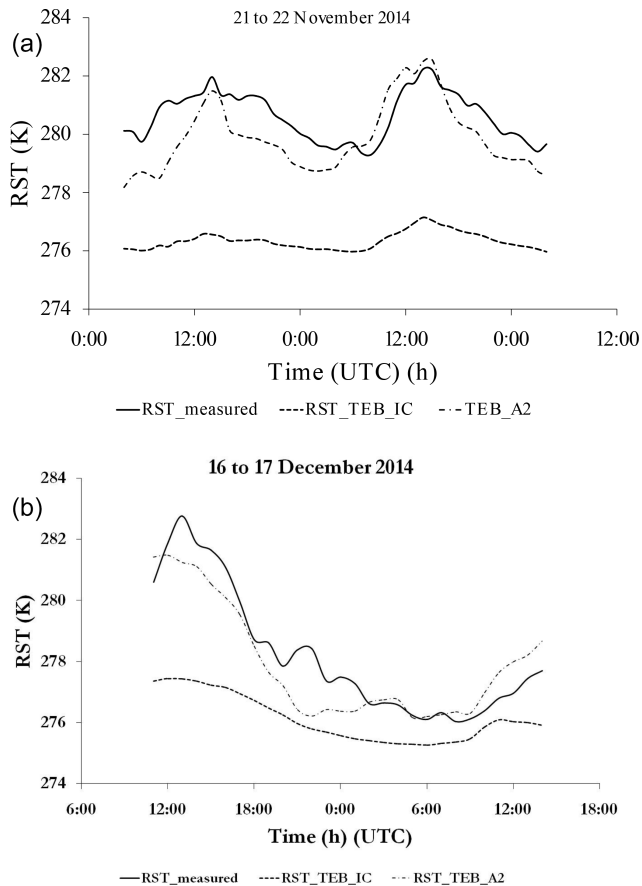 (a)
21 to 22 November 2014
284
282
280
278
276
274
RST (K)
0:00 12:00 0:00 12:00 0:00 12:00
Time (UTC) (h)
RST_measured RST_TEB_IC TEB_A2
16 to 17 December 2014
(b)
284
282
280
278
276
274
RST (K)
6:00 12:00 18:00 0:00 6:00 12:00 18:00
Time (h) (UTC)
RST_measured RST_TEB_IC RST_TEB_A2